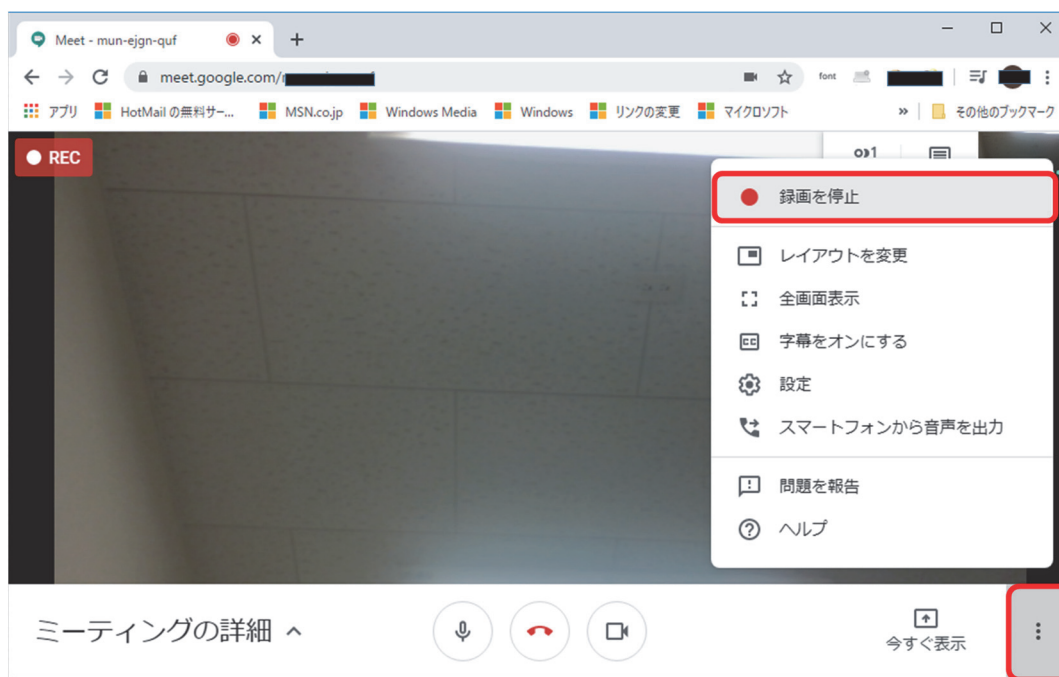 Meet - mun-ejgn-quf
meet.google.com/
font
アプリ HotMail の無料サー... MSN.co.jp Windows Media Windows リンクの変更 マイクロソフト » その他のブックマーク
REC
1
録画を停止
レイアウトを変更
全画面表示
字幕をオンにする
設定
スマートフォンから音声を出力
問題を報告
ヘルプ
ミーティングの詳細
今すぐ表示